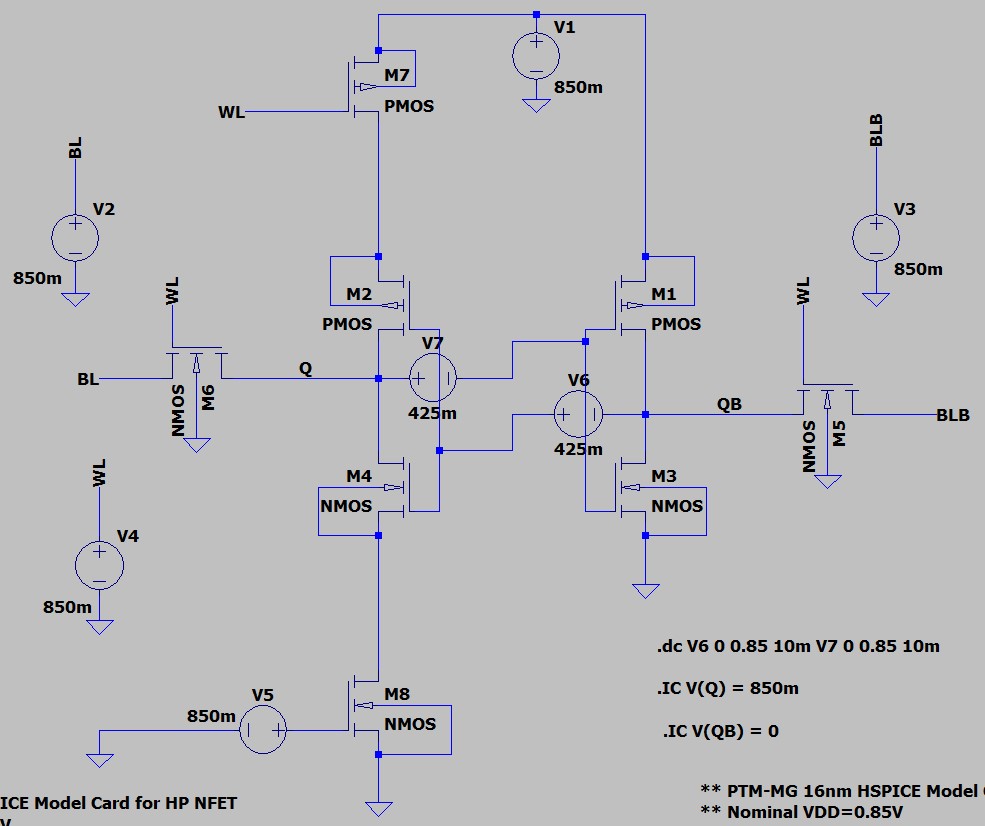 V1
850m
M7
PMOS
WL
BL
V2
850m
BLB
V3
850m
WL
M2
PMOS
M1
PMOS
WL
V7
425m
V6
425m
BL
NMOS
M6
Q
QB
NMOS
M5
BLB
M4
NMOS
M3
NMOS
WL
V4
850m
V5
850m
M8
NMOS
.dc V6 0 0.85 10m V7 0 0.85 10m
.IC V(Q) = 850m
.IC V(QB) = 0
ICE Model Card for HP NFET
** PTM-MG 16nm HSPICE Model
** Nominal VDD=0.85V